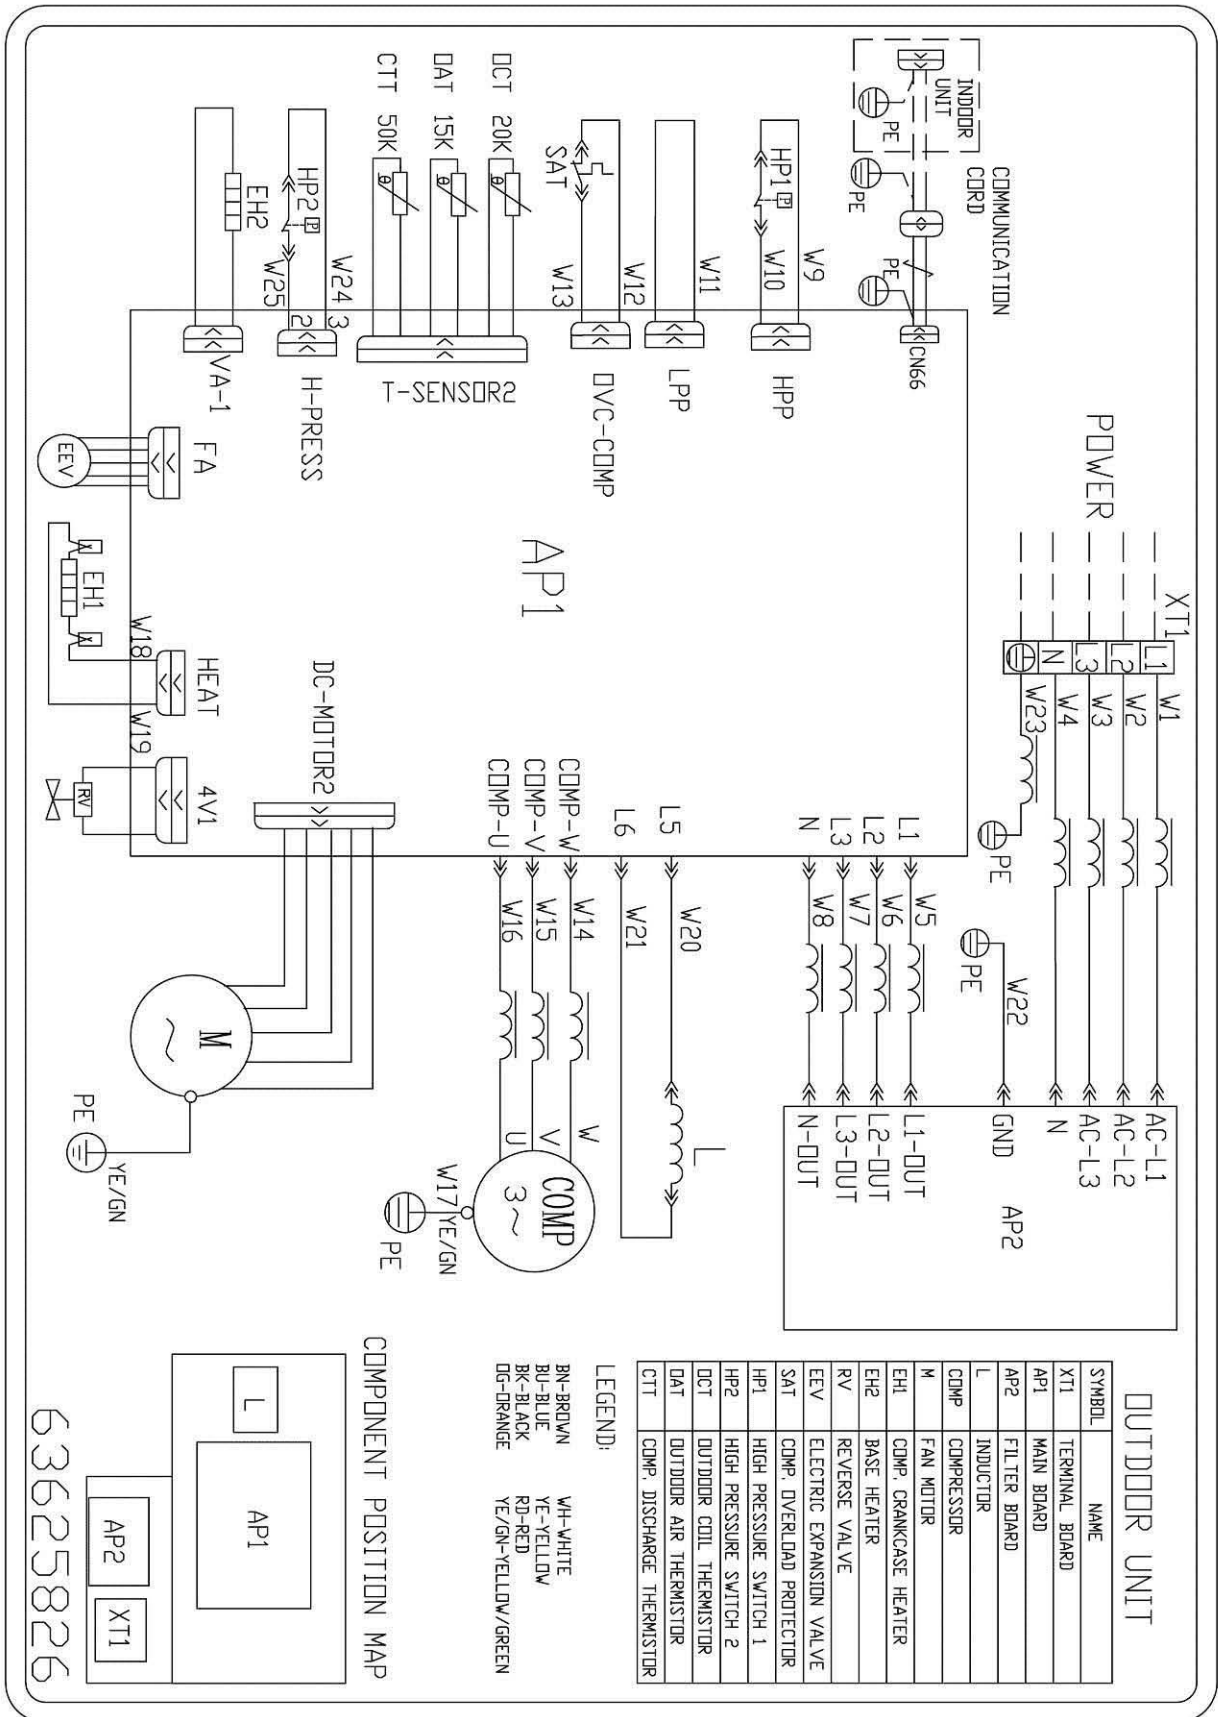 OUTDOOR UNIT
SYMBOL NAME
XT1 TERMINAL BOARD
AP1 MAIN BOARD
AP2 FILTER BOARD
L INDUCTOR
COMP COMPRESSOR
M FAN MOTOR
EH1 COMP. CRANKCASE HEATER
EH2 BASE HEATER
RV REVERSE VALVE
EEV ELECTRIC EXPANSION VALVE
SAT COMP. OVERLOAD PROTECTOR
HP1 HIGH PRESSURE SWITCH 1
HP2 HIGH PRESSURE SWITCH 2
OCT OUTDOOR COIL THERMISTOR
OAT OUTDOOR AIR THERMISTOR
CTT COMP. DISCHARGE THERMISTOR
LEGEND:
BN-BROWN WH-WHITE
BU-BLUE YE-YELLOW
BK-BLACK RD-RED
OG-ORANGE YE/GN-YELLOW/GREEN
COMPONENT POSITION MAP
L
AP1
AP2
XT1
63625826
POWER
XT1
L1
L2
L3
N
W1
W2
W3
W4
W23
PE
AC-L1
AC-L2
AC-L3
N
GND
AP2
L1-OUT
L2-OUT
L3-OUT
N-OUT
W22
PE
L1
L2
L3
N
W5
W6
W7
W8
L5
L6
W20
W21
L
COMP-W
COMP-V
COMP-U
W14
W15
W16
W
V
U
COMP
3~
W17 YE/GN
PE
INDOOR
UNIT
PE
COMMUNICATION
CORD
PE
PE
CN66
HP1
P
W9
W10
HPP
W11
LPP
SAT
W12
W13
OVC-COMP
OCT 20K
OAT 15K
CTT 50K
θ
θ
T-SENSOR2
HP2
P
W24 3
W25 2
H-PRESS
EH2
VA-1
AP1
FA
EEV
EH1
W18
HEAT
W19
4V1
RV
DC-MOTOR2
M
~
PE
YE/GN